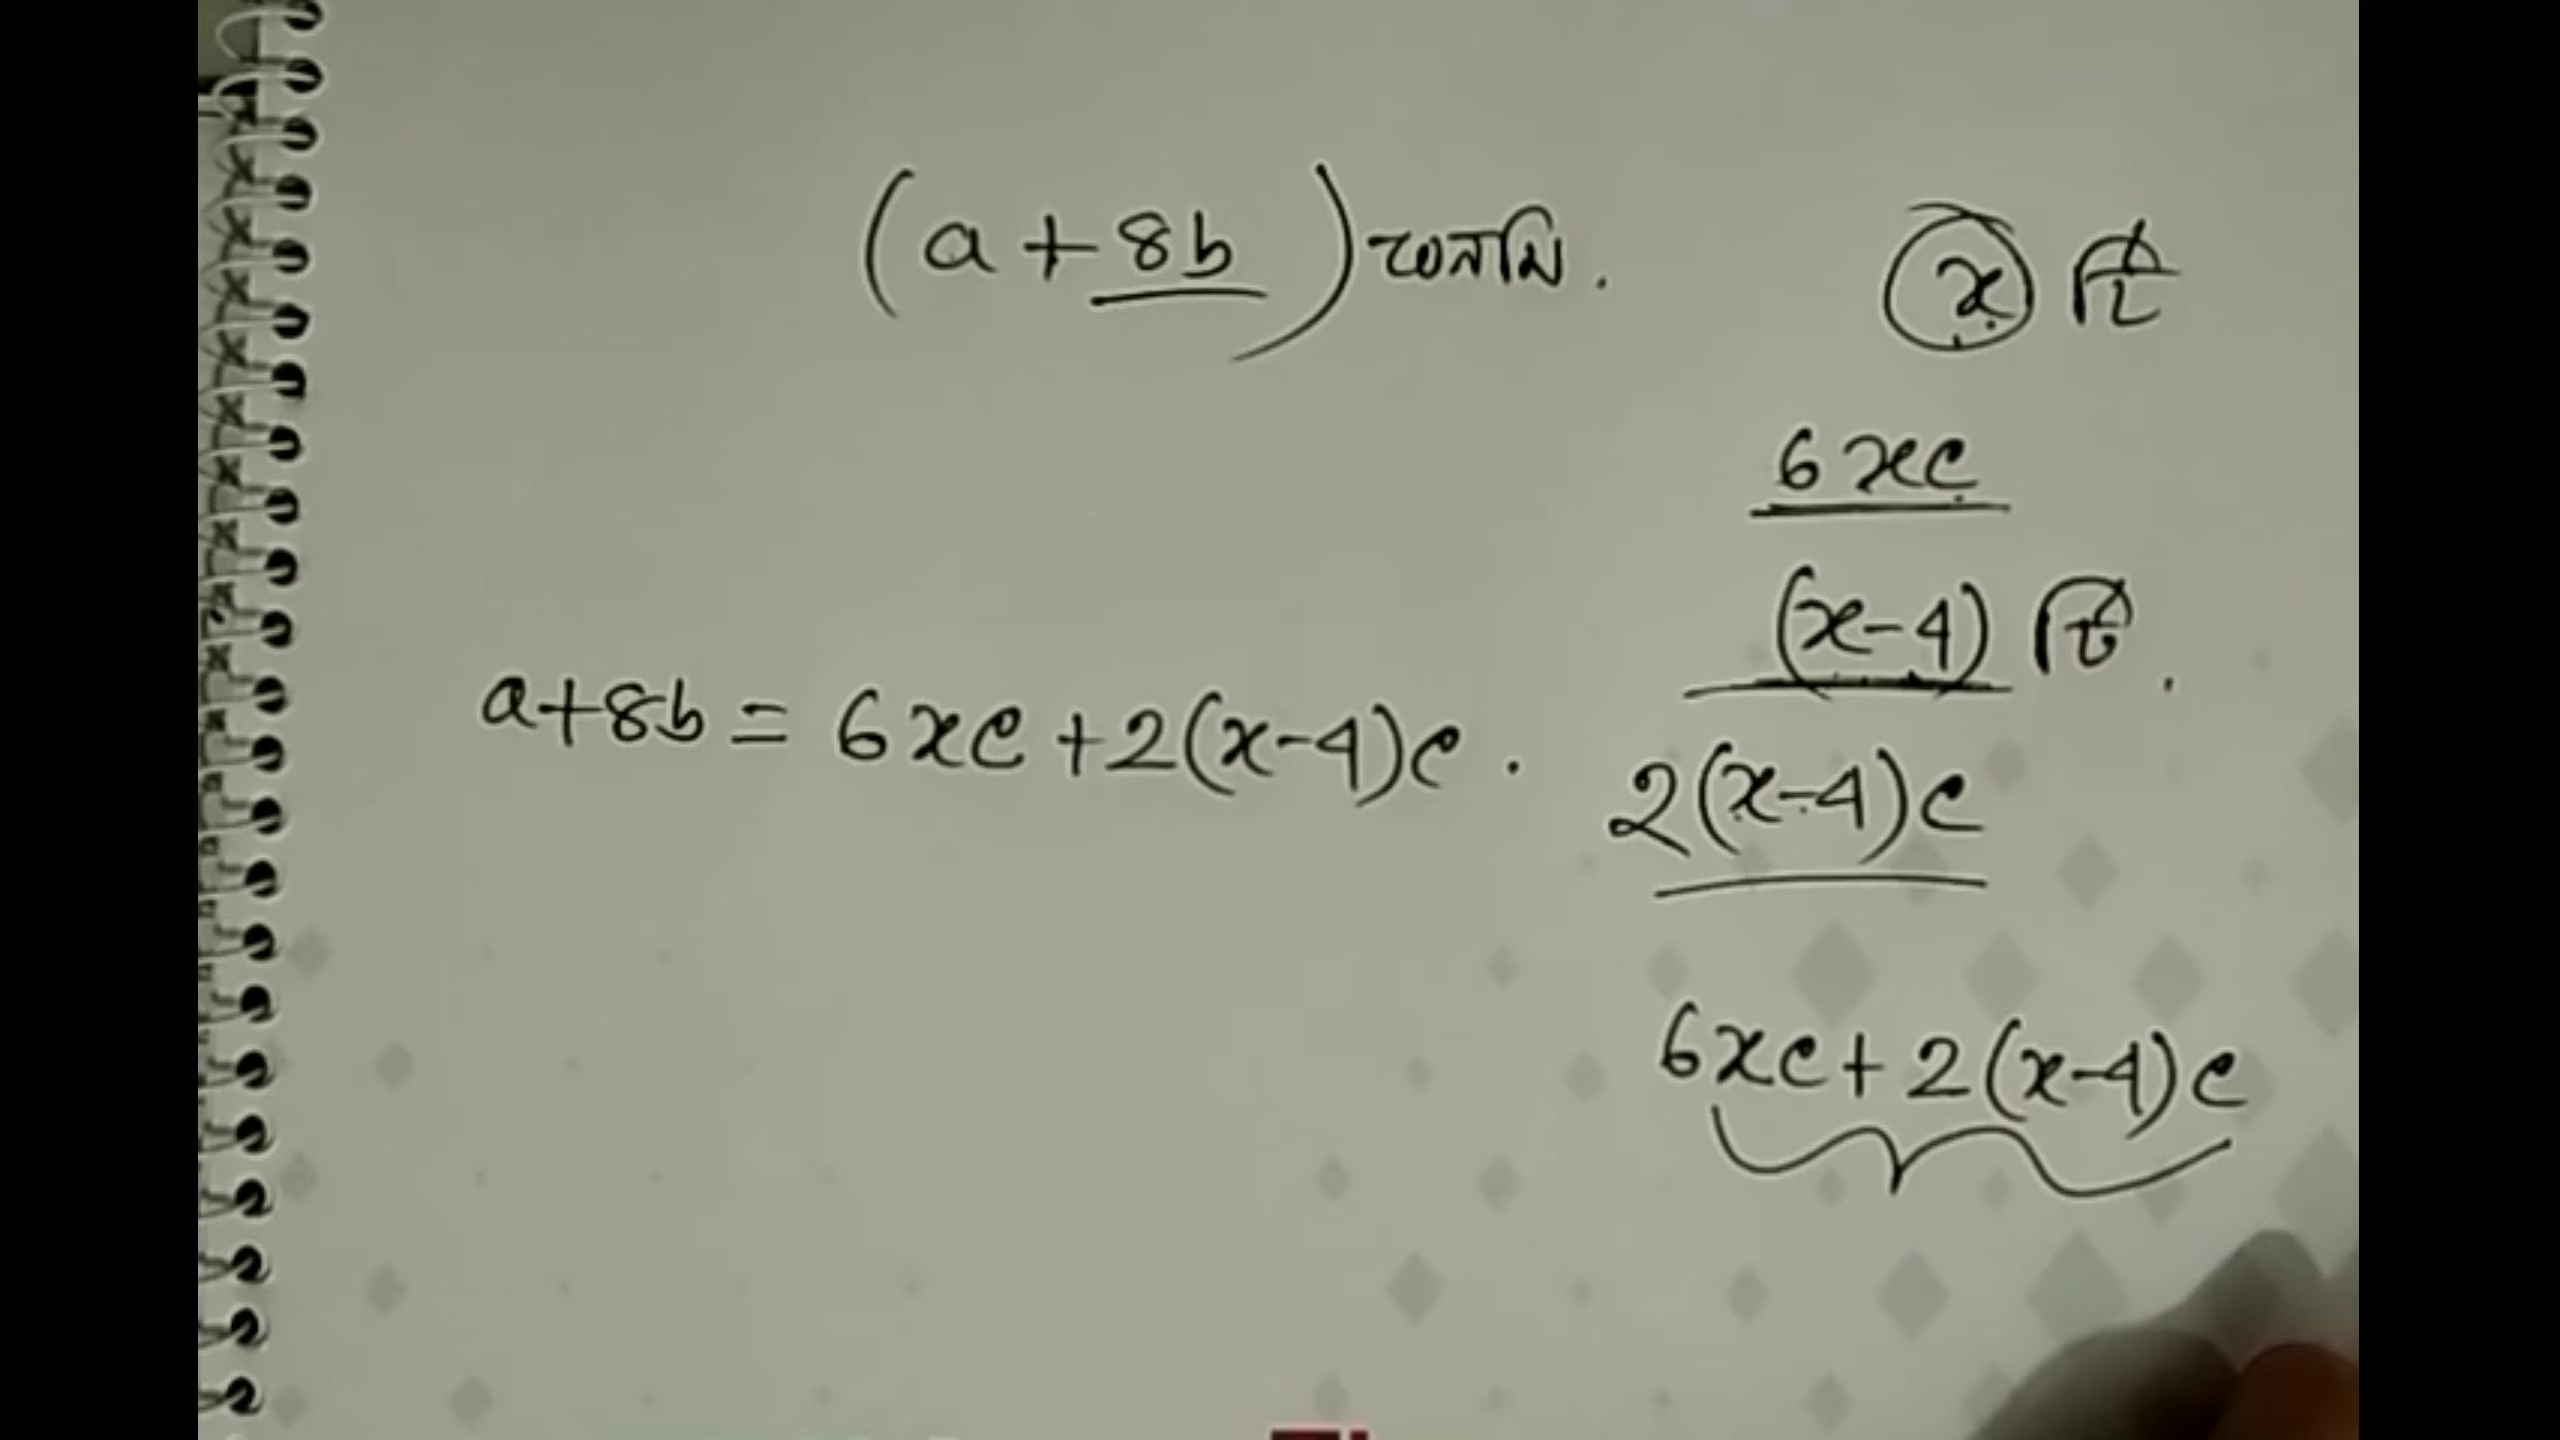 (a+8b)
x টি
6xc
(x-4) টি.
a+8b = 6xc+2(x-4)c.
2(x-4)c
6xc+2(x-4)c